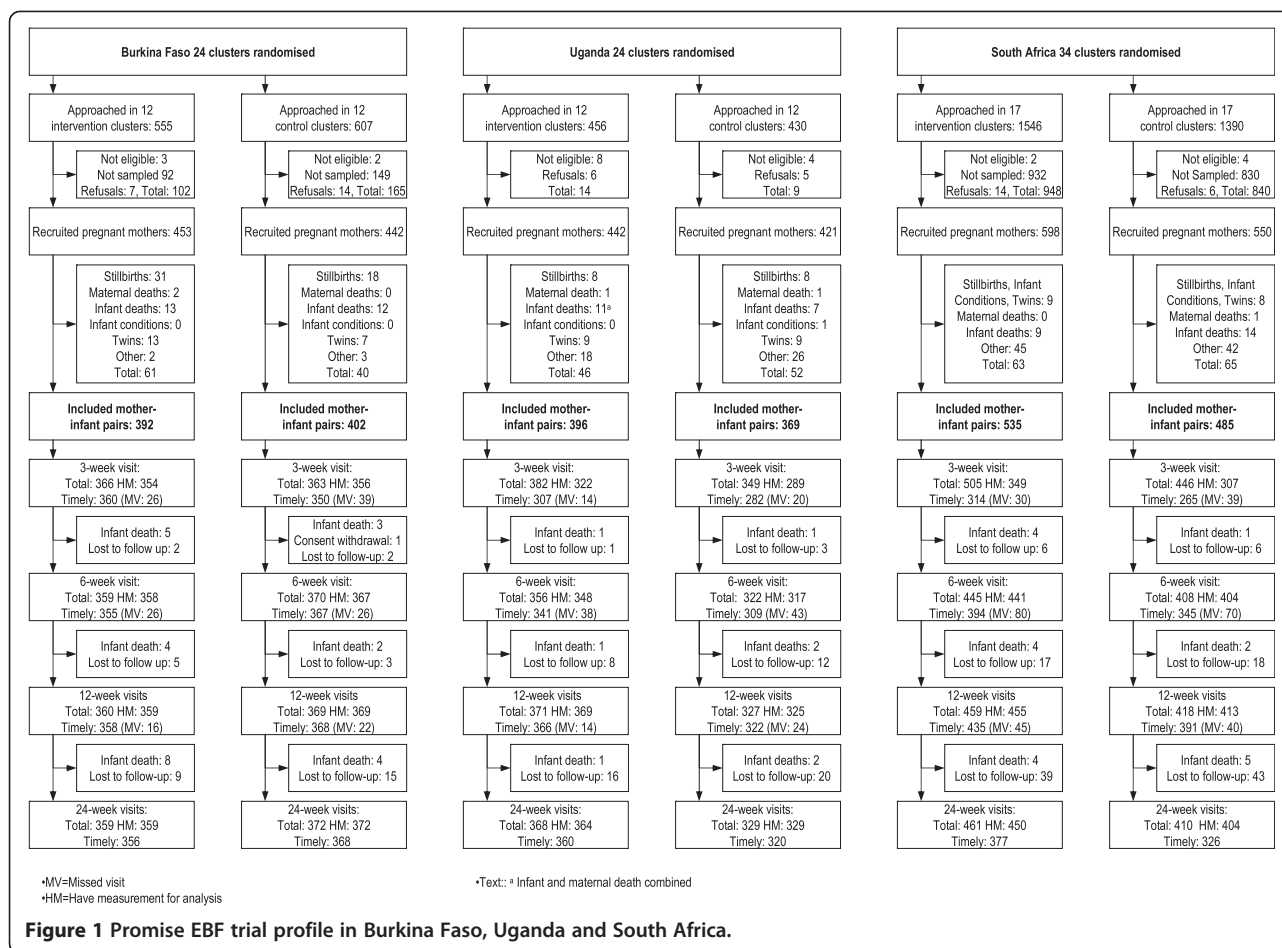 Burkina Faso 24 clusters randomised
Approached in 12
intervention clusters: 555
Not eligible: 3
Not sampled 92
Refusals: 7, Total: 102
Recruited pregnant mothers: 453
Stillbirths: 31
Maternal deaths: 2
Infant deaths: 13
Infant conditions: 0
Twins: 13
Other: 2
Total: 61
Included mother-
infant pairs: 392
3-week visit:
Total: 366 HM: 354
Timely: 360 (MV: 26)
Infant death: 5
Lost to follow up: 2
6-week visit:
Total: 359 HM: 358
Timely: 355 (MV: 26)
Infant death: 4
Lost to follow up: 5
12-week visits
Total: 360 HM: 359
Timely: 358 (MV: 16)
Infant death: 8
Lost to follow-up: 9
24-week visits:
Total: 359 HM: 359
Timely: 356
Approached in 12
control clusters: 607
Not eligible: 2
Not sampled: 149
Refusals: 14, Total: 165
Recruited pregnant mothers: 442
Stillbirths: 18
Maternal deaths: 0
Infant deaths: 12
Infant conditions: 0
Twins: 7
Other: 3
Total: 40
Included mother-
infant pairs: 402
3-week visit:
Total: 363 HM: 356
Timely: 350 (MV: 39)
Infant death: 3
Consent withdrawal: 1
Lost to follow-up: 2
6-week visit:
Total: 370 HM: 367
Timely: 367 (MV: 26)
Infant death: 2
Lost to follow-up: 3
12-week visits
Total: 369 HM: 369
Timely: 368 (MV: 22)
Infant death: 4
Lost to follow-up: 15
24-week visits:
Total: 372 HM: 372
Timely: 368
Uganda 24 clusters randomised
Approached in 12
intervention clusters: 456
Not eligible: 8
Refusals: 6
Total: 14
Recruited pregnant mothers: 442
Stillbirths: 8
Maternal death: 1
Infant deaths: 11ᵃ
Infant conditions: 0
Twins: 9
Other: 18
Total: 46
Included mother-
infant pairs: 396
3-week visit:
Total: 382 HM: 322
Timely: 307 (MV: 14)
Infant death: 1
Lost to follow up: 1
6-week visit:
Total: 356 HM: 348
Timely: 341 (MV: 38)
Infant death: 1
Lost to follow up: 8
12-week visits
Total: 371 HM: 369
Timely: 366 (MV: 14)
Infant death: 1
Lost to follow-up: 16
24-week visits:
Total: 368 HM: 364
Timely: 360
Approached in 12
control clusters: 430
Not eligible: 4
Refusals: 5
Total: 9
Recruited pregnant mothers: 421
Stillbirths: 8
Maternal death: 1
Infant deaths: 7
Infant conditions: 1
Twins: 9
Other: 26
Total: 52
Included mother-
infant pairs: 369
3-week visit:
Total: 349 HM: 289
Timely: 282 (MV: 20)
Infant death: 1
Lost to follow up: 3
6-week visit:
Total: 322 HM: 317
Timely: 309 (MV: 43)
Infant deaths: 2
Lost to follow-up: 12
12-week visits
Total: 327 HM: 325
Timely: 322 (MV: 24)
Infant deaths: 2
Lost to follow-up: 20
24-week visits:
Total: 329 HM: 329
Timely: 320
South Africa 34 clusters randomised
Approached in 17
intervention clusters: 1546
Not eligible: 2
Not sampled: 932
Refusals: 14, Total: 948
Recruited pregnant mothers: 598
Stillbirths, Infant
Conditions, Twins: 9
Maternal deaths: 0
Infant deaths: 9
Other: 45
Total: 63
Included mother-
infant pairs: 535
3-week visit:
Total: 505 HM: 349
Timely: 314 (MV: 30)
Infant death: 4
Lost to follow up: 6
6-week visit:
Total: 445 HM: 441
Timely: 394 (MV: 80)
Infant death: 4
Lost to follow-up: 17
12-week visits
Total: 459 HM: 455
Timely: 435 (MV: 45)
Infant death: 4
Lost to follow-up: 39
24-week visits:
Total: 461 HM: 450
Timely: 377
Approached in 17
control clusters: 1390
Not eligible: 4
Not Sampled: 830
Refusals: 6, Total: 840
Recruited pregnant mothers: 550
Stillbirths, Infant
Conditions, Twins: 8
Maternal deaths: 1
Infant deaths: 14
Other: 42
Total: 65
Included mother-
infant pairs: 485
3-week visit:
Total: 446 HM: 307
Timely: 265 (MV: 39)
Infant death: 1
Lost to follow-up: 6
6-week visit:
Total: 408 HM: 404
Timely: 345 (MV: 70)
Infant death: 2
Lost to follow-up: 18
12-week visits
Total: 418 HM: 413
Timely: 391 (MV: 40)
Infant death: 5
Lost to follow-up: 43
24-week visits:
Total: 410 HM: 404
Timely: 326
•MV=Missed visit
•HM=Have measurement for analysis
•Text:: ᵃ Infant and maternal death combined
Figure 1 Promise EBF trial profile in Burkina Faso, Uganda and South Africa.